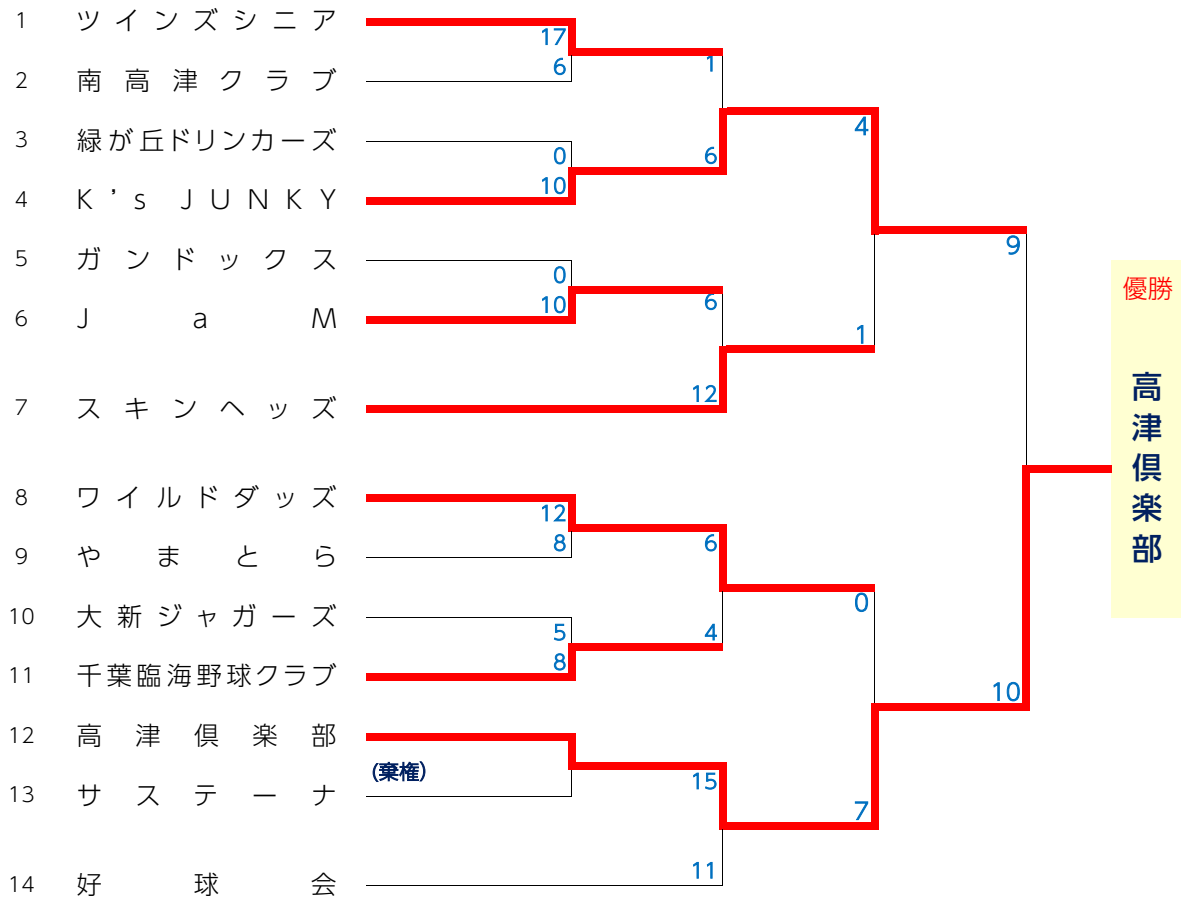 1 ツインズシニア
17
6
1
2 南高津クラブ
3 緑が丘ドリンカーズ
0
10
6
4
4 K's JUNKY
5 ガンドックス
0
10
6
9
6 J a M
1
7 スキンヘッズ
12
優勝
高津倶楽部
8 ワイルドダッズ
12
8
6
9 やまとら
0
10 大新ジャガーズ
5
8
4
11 千葉臨海野球クラブ
10
12 高津倶楽部
(棄権)
15
13 サステーナ
7
11
14 好球会